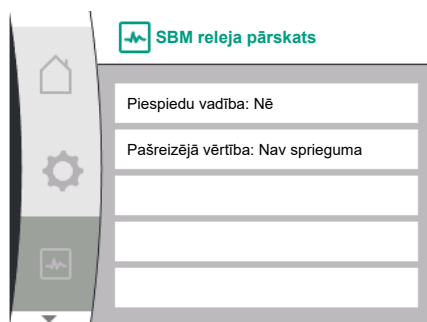 SBM releja pārskats
Piespiedu vadība: Nē
Pašreizējā vērtība: Nav sprieguma